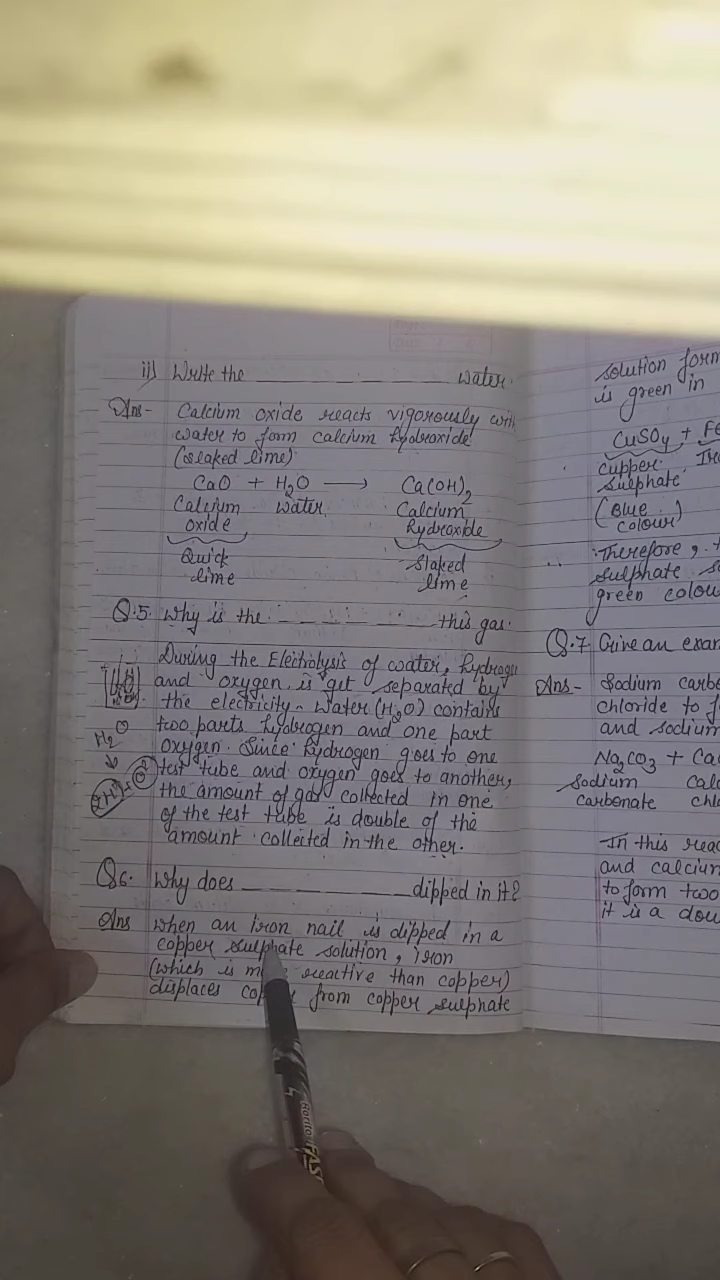 ii) Write the _ _ _ _ water.
Ans- Calcium oxide reacts vigorously with
water to form calcium hydroxide
(slaked lime).
CaO + H2O ⟶ Ca(OH)2
Calcium water Calcium
oxide hydroxide
Quick Slaked
lime lime
Q.5. Why is the _ _ _ _ this gas.
During the Electrolysis of water, hydrogen
and oxygen is get separated by
the electricity. Water (H2O) contains
two parts hydrogen and one part
oxygen. Since hydrogen goes to one
test tube and oxygen goes to another,
the amount of gas collected in one
of the test tube is double of the
amount collected in the other.
H2O
↓
Q6. Why does _ _ _ _ dipped in it?
Ans when an iron nail is dipped in a
copper sulphate solution, iron
(which is reactive than copper)
displaces from copper sulphate
solution form
is green in
CuSO4 + Fe
cupper
sulphate
(Blue
colour)
∴ Therefore,
sulphate
green colou
Q.7 Give an exam
Ans- Sodium carb
chloride to f
and sodium
Na2CO3 + Ca
Sodium calc
carbonate chl
In this reac
and calcium
to form two
it is a dou
Rorito FAST